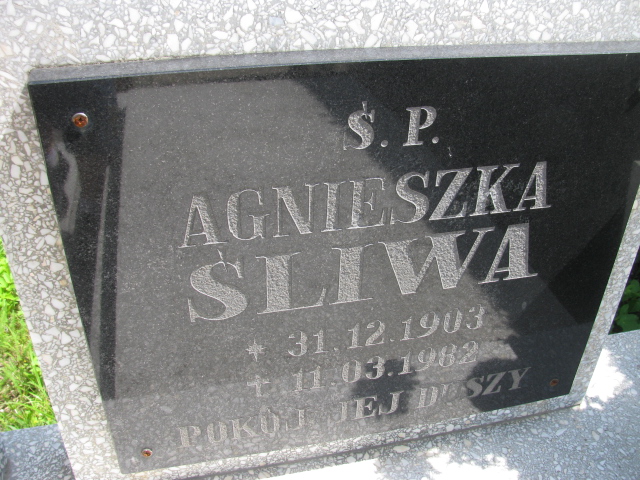 Ś. P.
AGNIESZKA
ŚLIWA
* 31.12.1903
+ 11.03.1982
POKÓJ JEJ DUSZY